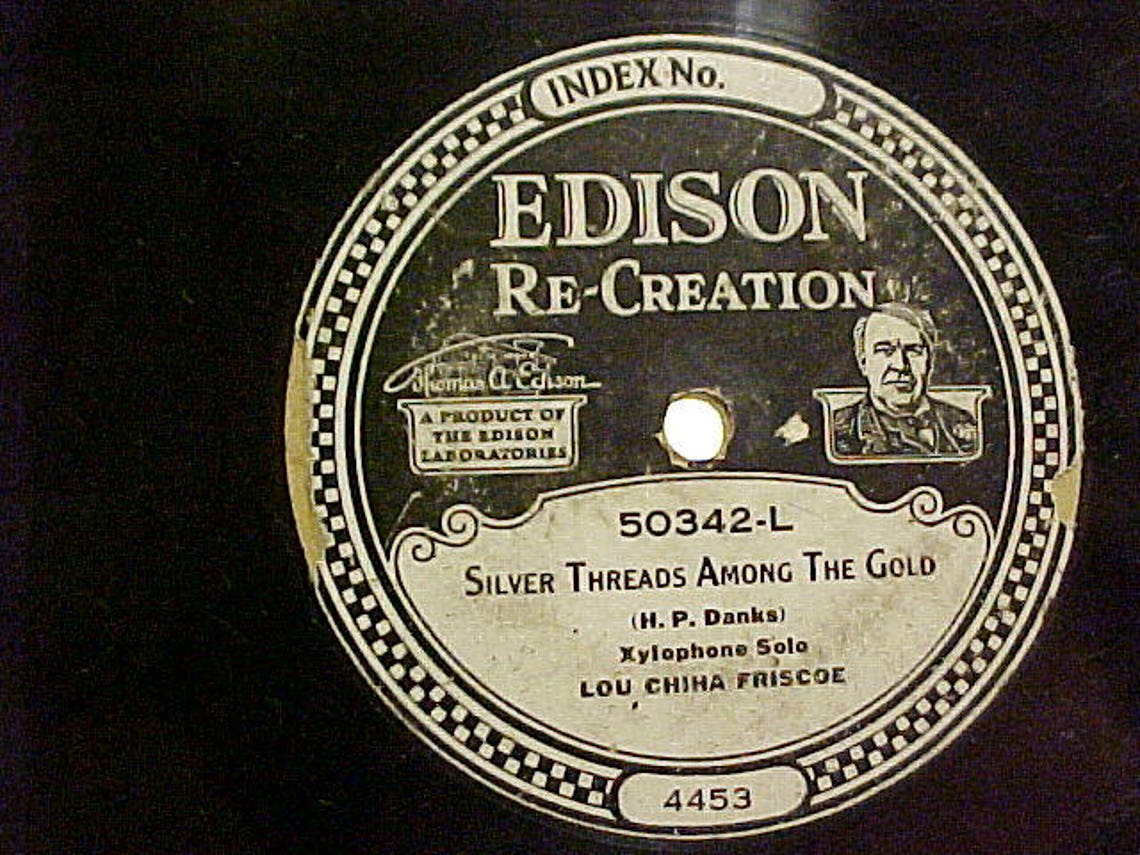 INDEX No.
EDISON
RE-CREATION
Thomas A Edison
A PRODUCT OF
THE EDISON
LABORATORIES
50342-L
SILVER THREADS AMONG THE GOLD
(H. P. Danks)
Xylophone Solo
LOU CHIHA FRISCOE
4453